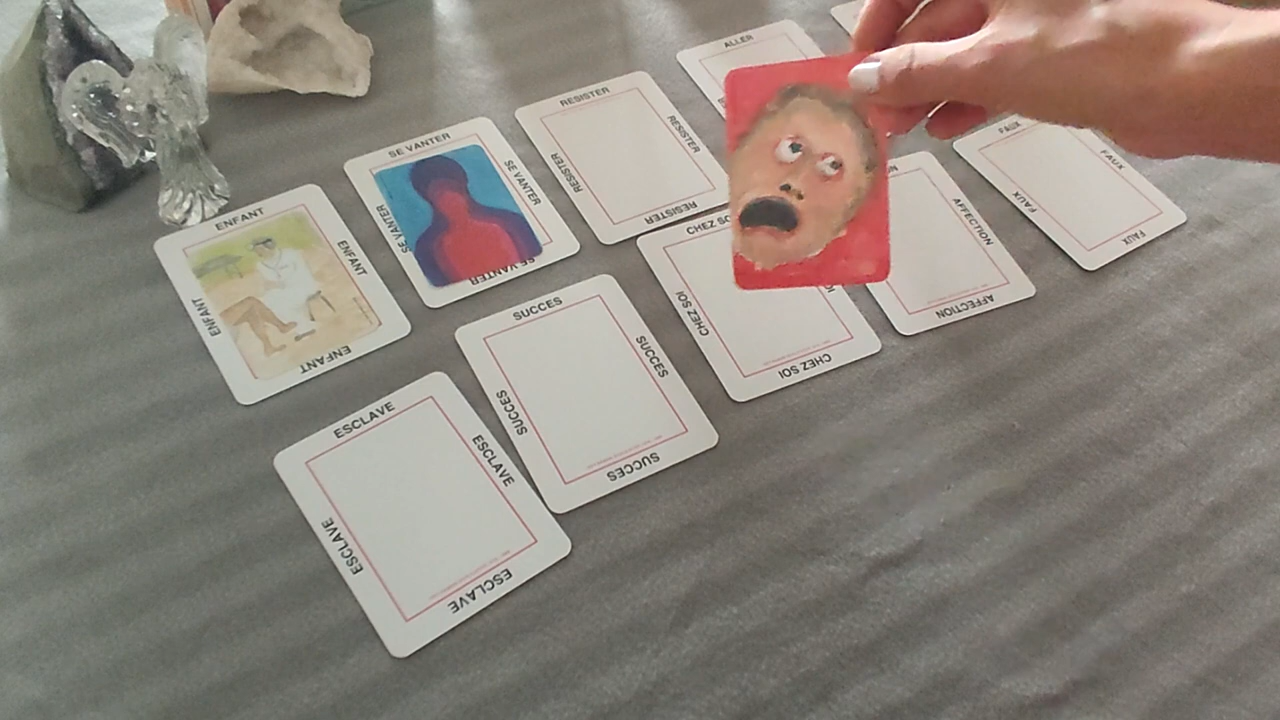 ALLER
RESISTER
RESISTER
RESISTER
RESISTER
SE VANTER
SE VANTER
SE VANTER
SE VANTER
ENFANT
ENFANT
ENFANT
ENFANT
FAUX
FAUX
FAUX
FAUX
AFFECTION
AFFECTION
CHEZ SOI
CHEZ SOI
SUCCES
SUCCES
SUCCES
SUCCES
ESCLAVE
ESCLAVE
ESCLAVE
ESCLAVE